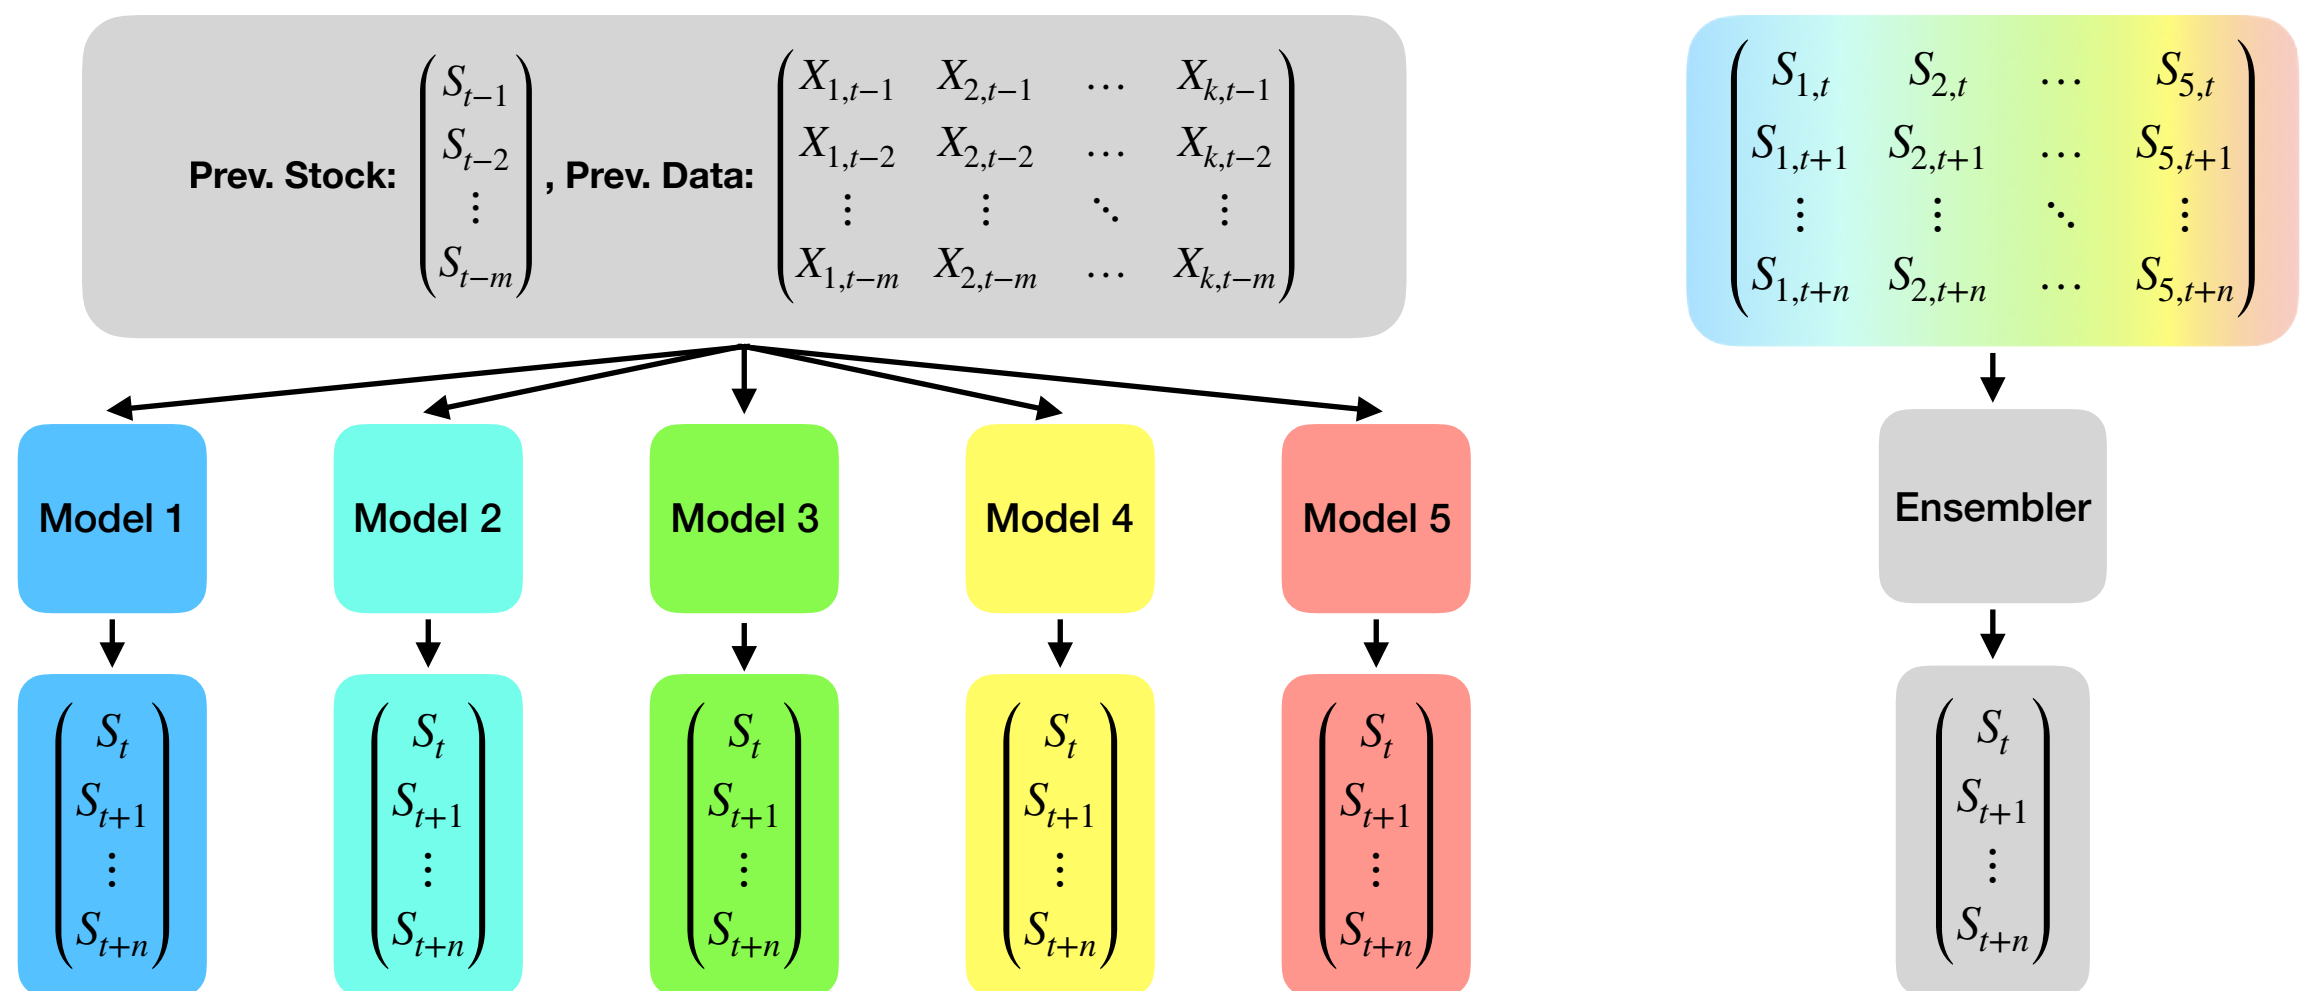 Prev. Stock: (S_{t−1} S_{t−2} ⋮ S_{t−m}) , Prev. Data:
X_{1,t−1} X_{2,t−1} … X_{k,t−1}
X_{1,t−2} X_{2,t−2} … X_{k,t−2}
⋮ ⋮ ⋱ ⋮
X_{1,t−m} X_{2,t−m} … X_{k,t−m}
Model 1
Model 2
Model 3
Model 4
Model 5
S_t
S_{t+1}
⋮
S_{t+n}
S_t
S_{t+1}
⋮
S_{t+n}
S_t
S_{t+1}
⋮
S_{t+n}
S_t
S_{t+1}
⋮
S_{t+n}
S_t
S_{t+1}
⋮
S_{t+n}
S_{1,t} S_{2,t} … S_{5,t}
S_{1,t+1} S_{2,t+1} … S_{5,t+1}
⋮ ⋮ ⋱ ⋮
S_{1,t+n} S_{2,t+n} … S_{5,t+n}
Ensembler
S_t
S_{t+1}
⋮
S_{t+n}